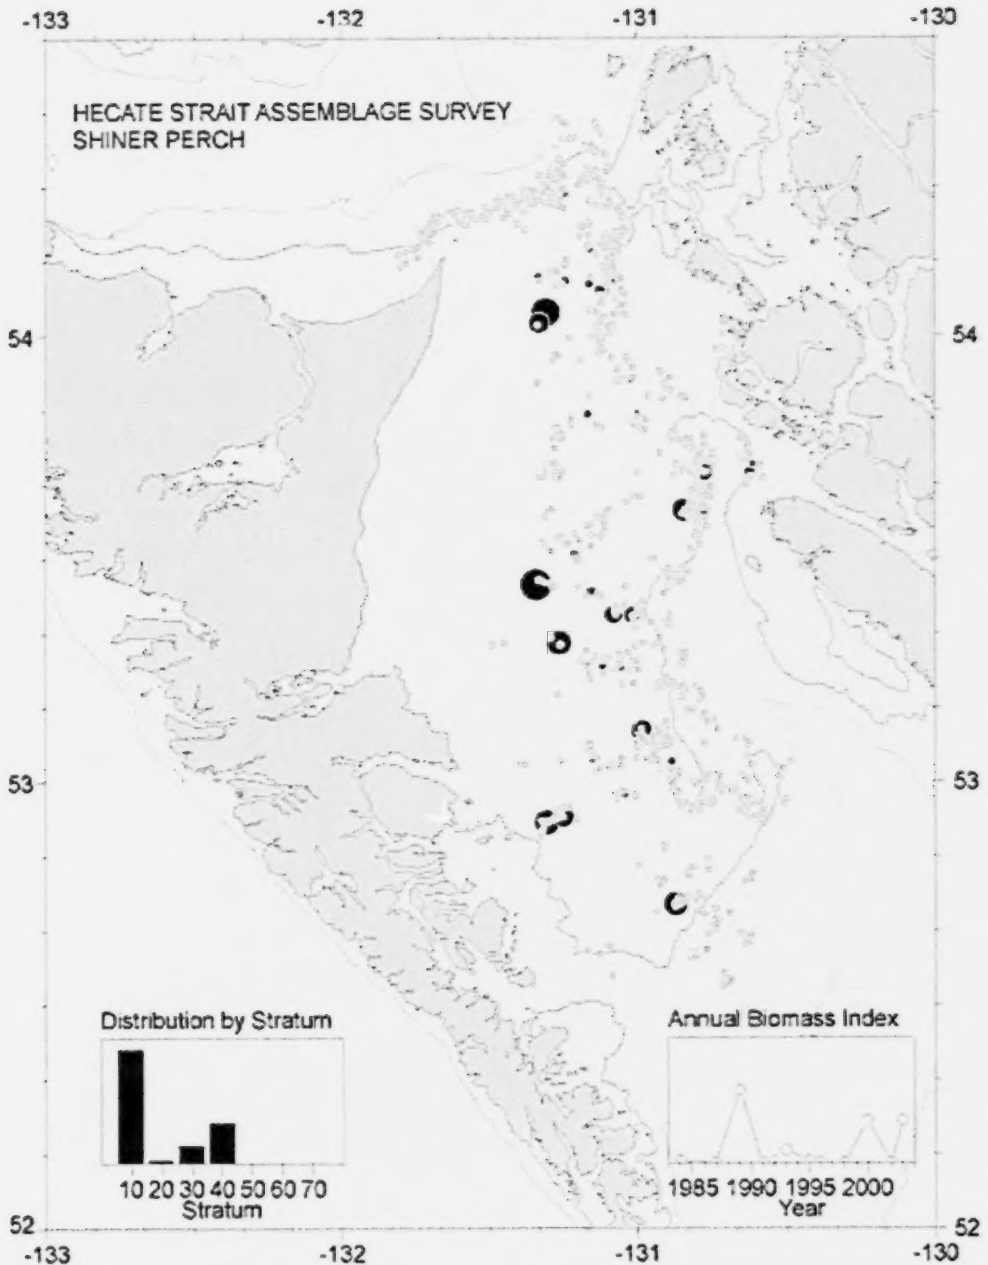 -133 -132 -131 -130
HECATE STRAIT ASSEMBLAGE SURVEY
SHINER PERCH
54 54
53 53
Distribution by Stratum Annual Biomass Index
10 20 30 40 50 60 70 1985 1990 1995 2000
Stratum Year
52 52
-133 -132 -131 -130